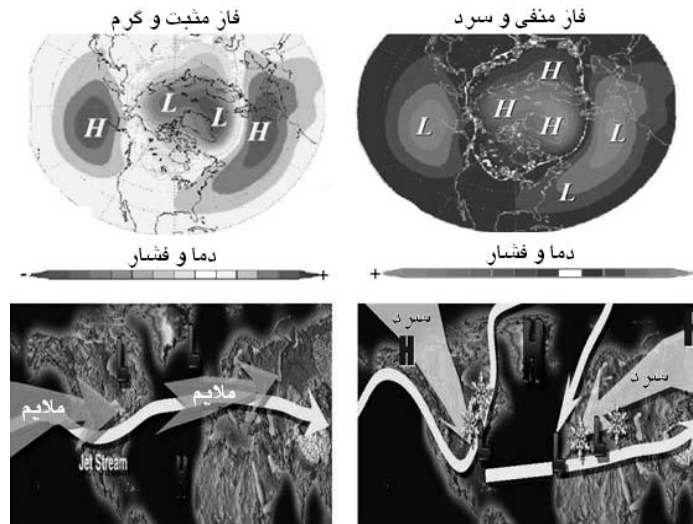 فاز مثبت و گرم
فاز منفی و سرد
H
L
L
H
L
H
H
H
L
L
دما و فشار
- +
دما و فشار
+
ملایم
ملایم
L
L
Jet Stream
H
سرد
H
سرد
L
L